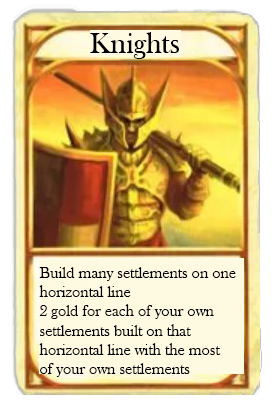 Knights
Build many settlements on one
horizontal line
2 gold for each of your own
settlements built on that
horizontal line with the most
of your own settlements